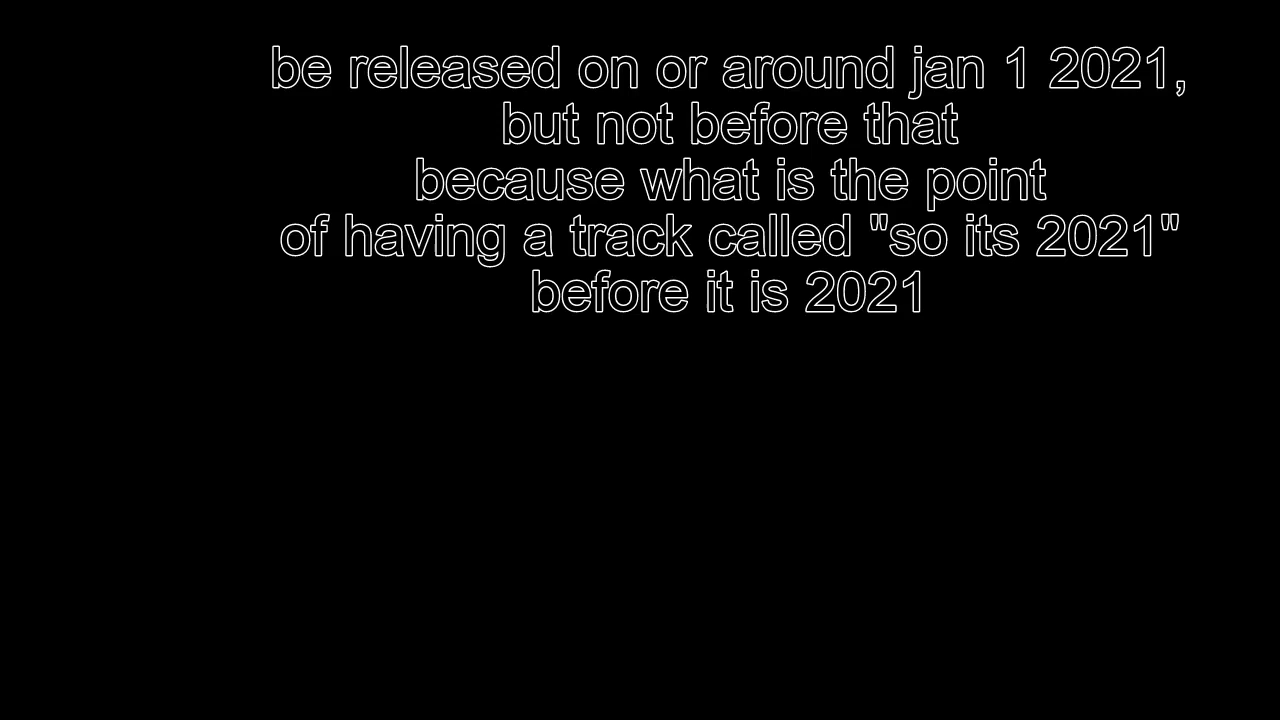 be released on or around jan 1 2021,
but not before that
because what is the point
of having a track called "so its 2021"
before it is 2021